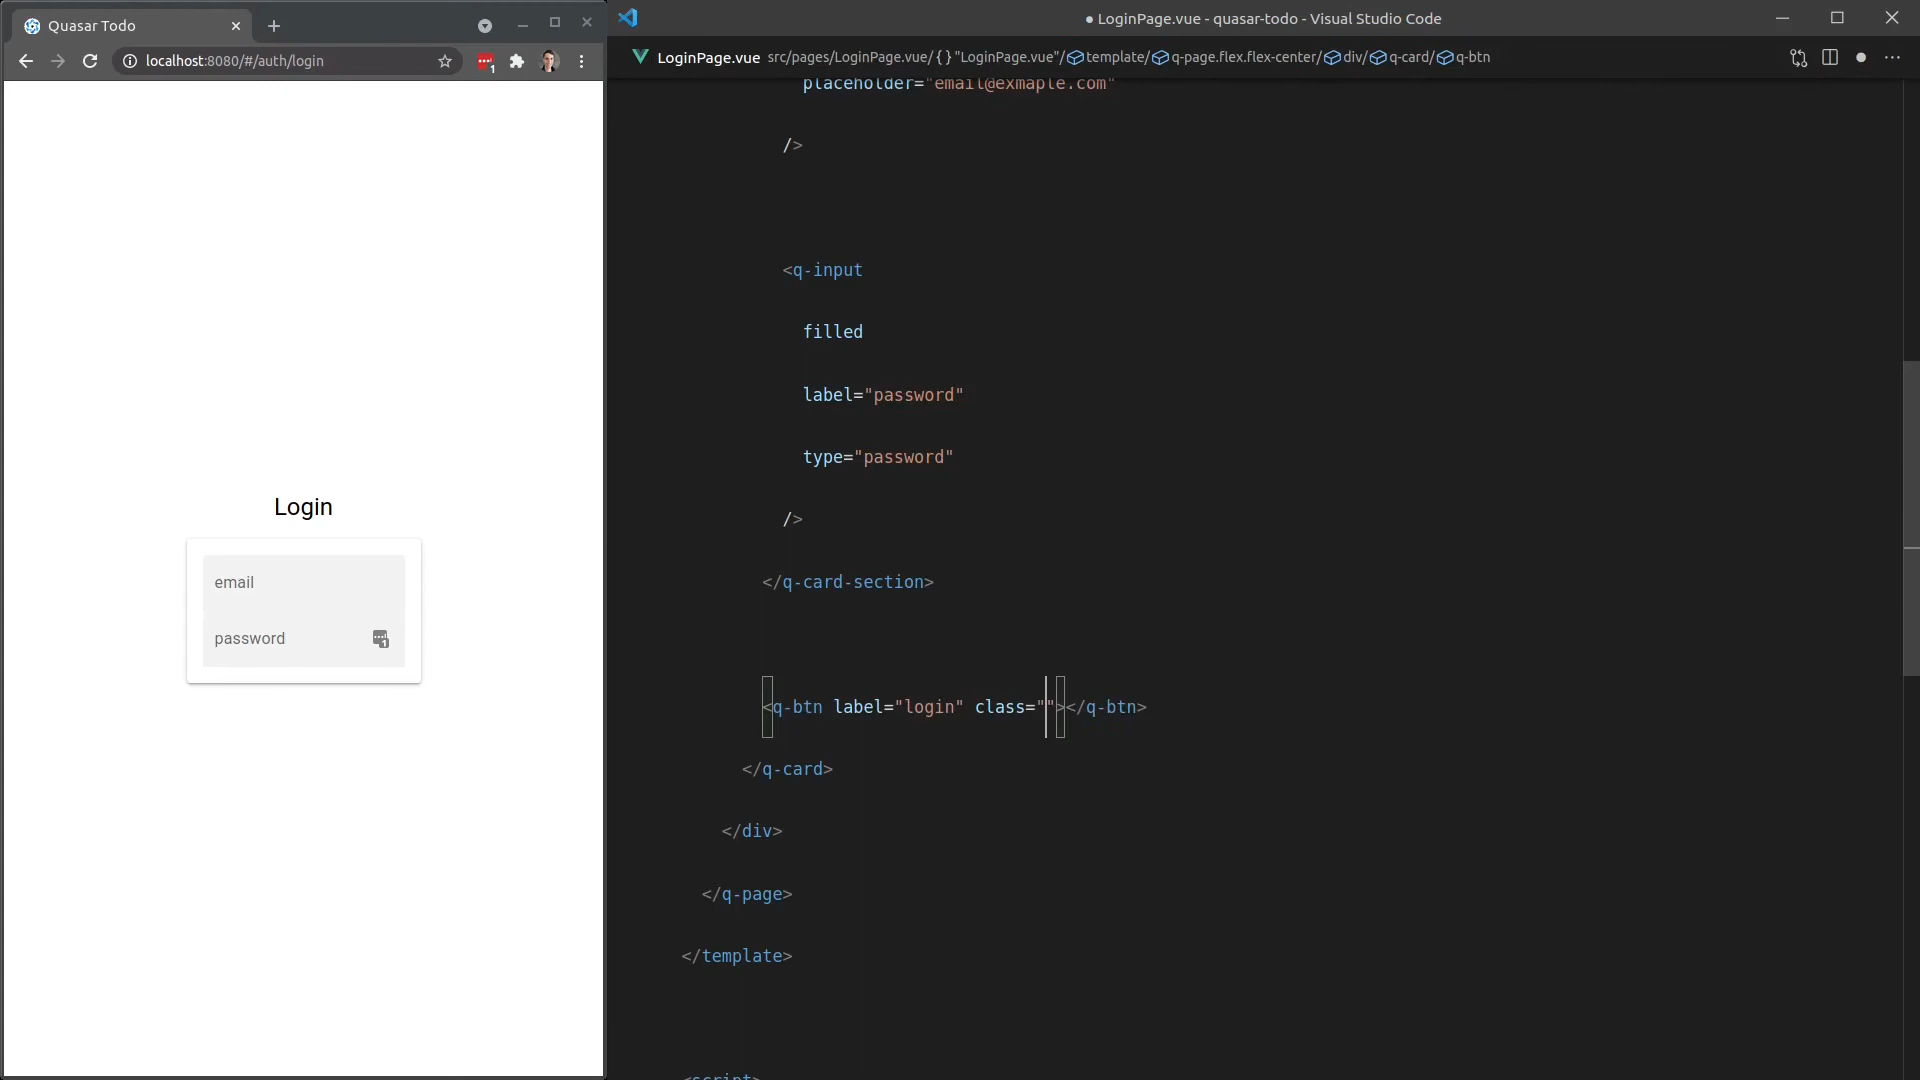 Quasar Todo
localhost:8080/#/auth/login
Login
email
password
LoginPage.vue - quasar-todo - Visual Studio Code
LoginPage.vue src/pages/LoginPage.vue/ {} "LoginPage.vue"/ template/ q-page.flex.flex-center/ div/ q-card/ q-btn
placeholder="email@exmaple.com"
/>
<q-input
filled
label="password"
type="password"
/>
</q-card-section>
<q-btn label="login" class=""></q-btn>
</q-card>
</div>
</q-page>
</template>
<script>